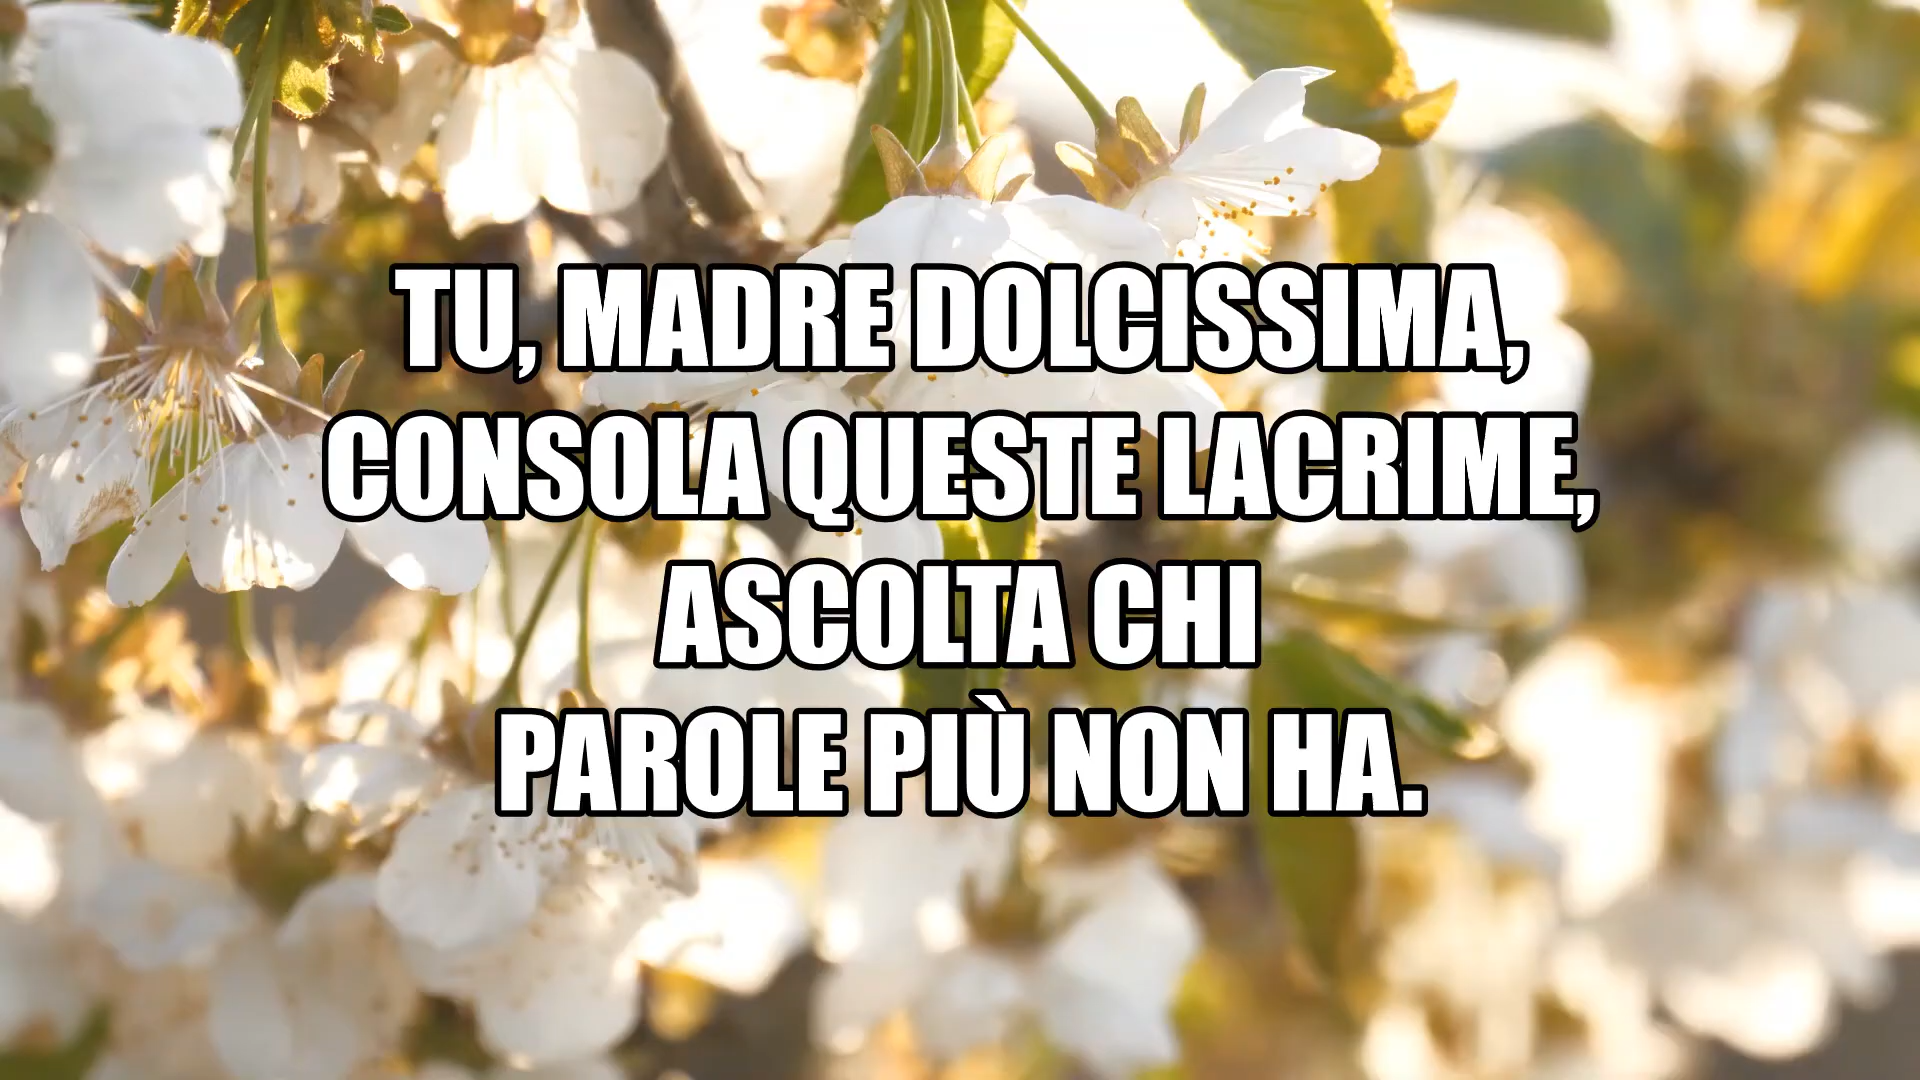 TU, MADRE DOLCISSIMA,
CONSOLA QUESTE LACRIME,
ASCOLTA CHI
PAROLE PIÙ NON HA.